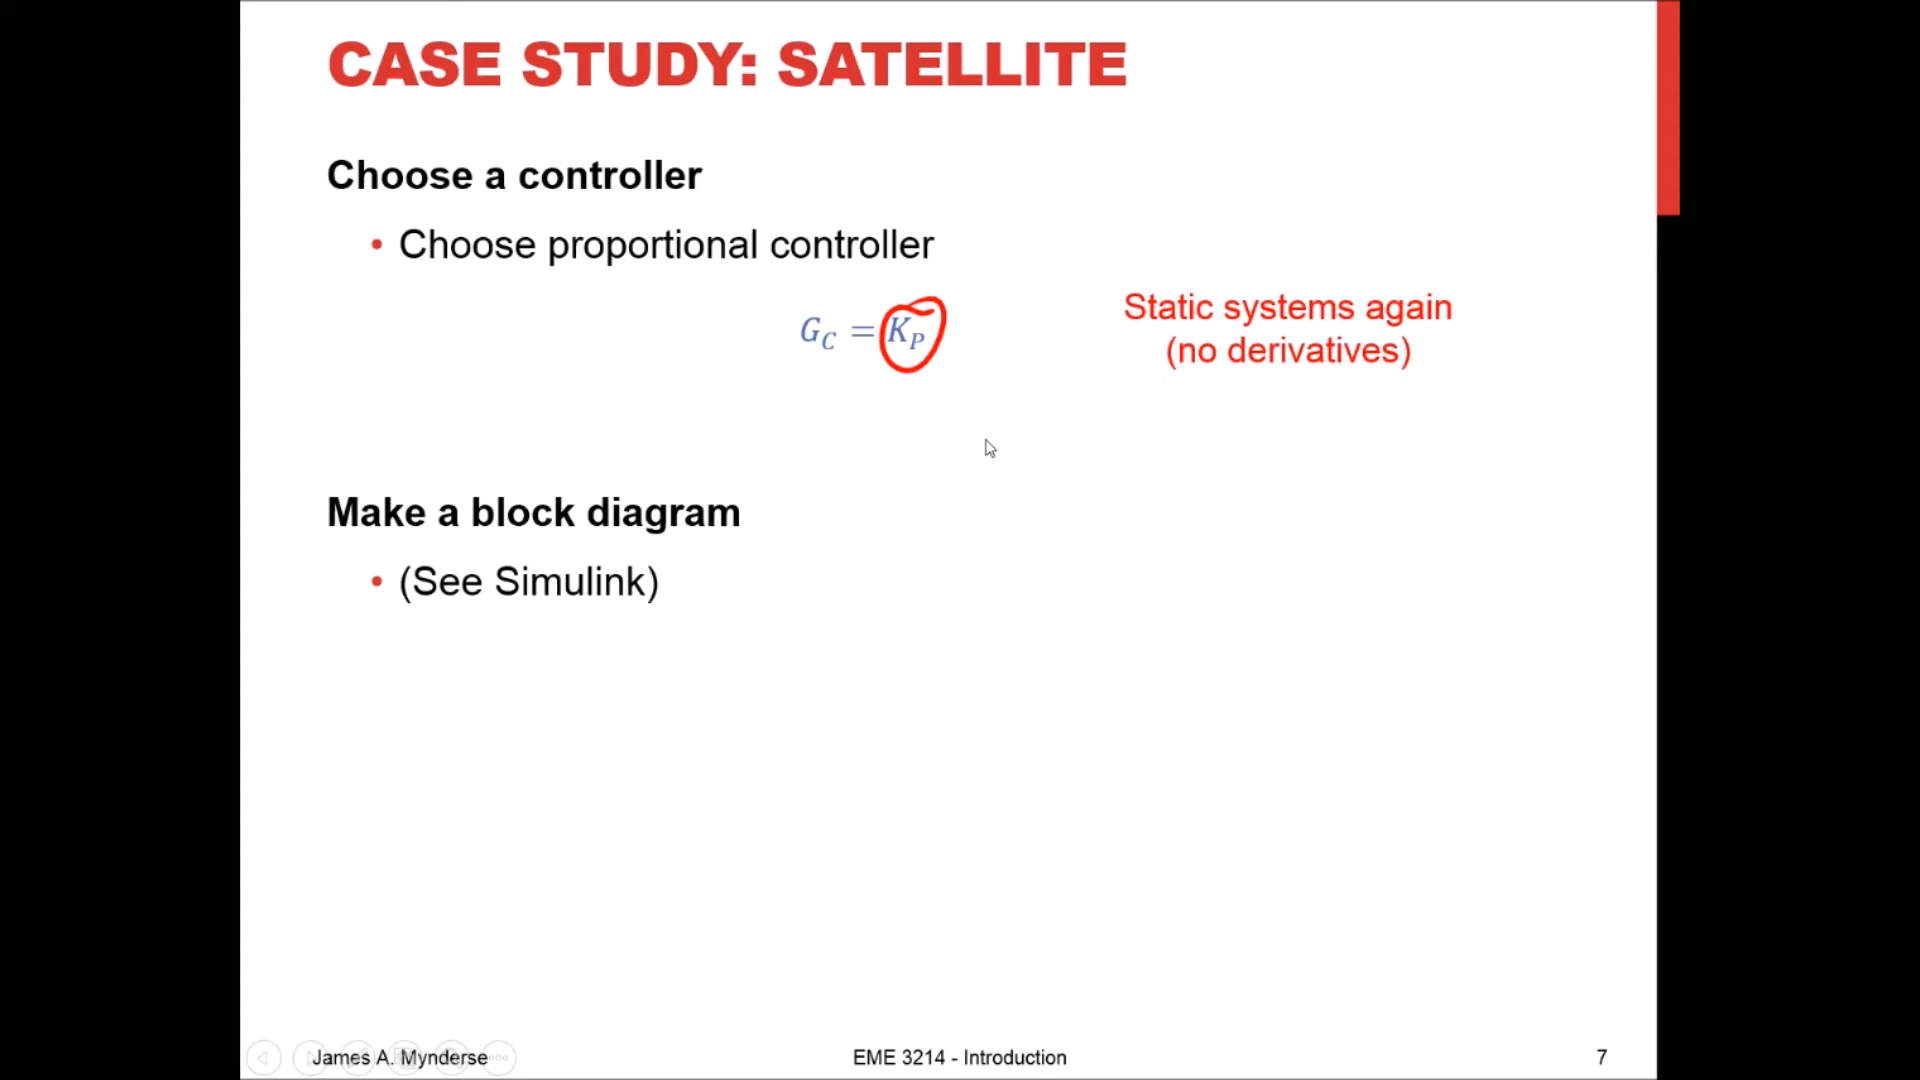 CASE STUDY: SATELLITE
Choose a controller
• Choose proportional controller
G_C = K_P
Static systems again
(no derivatives)
Make a block diagram
• (See Simulink)
James A. Mynderse
EME 3214 - Introduction
7